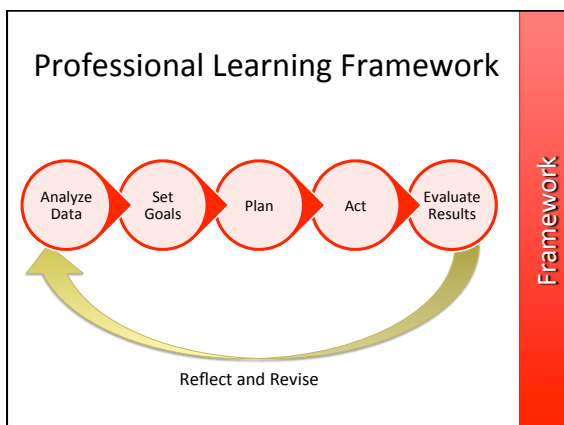 Professional Learning Framework
Analyze
Data
Set
Goals
Plan
Act
Evaluate
Results
Reflect and Revise
Framework